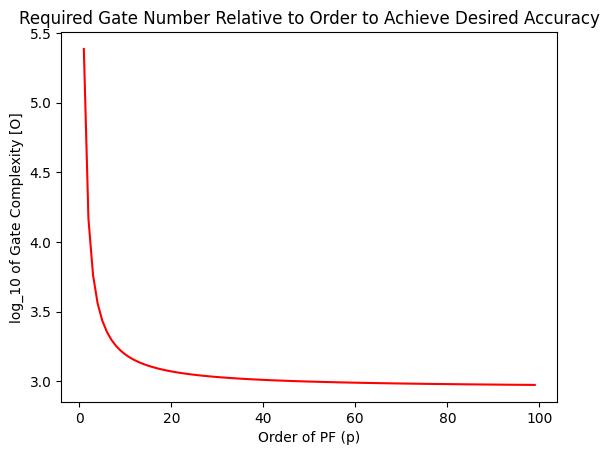 Required Gate Number Relative to Order to Achieve Desired Accuracy
5.5
5.0
4.5
4.0
3.5
3.0
log_10 of Gate Complexity [O]
0 20 40 60 80 100
Order of PF (p)